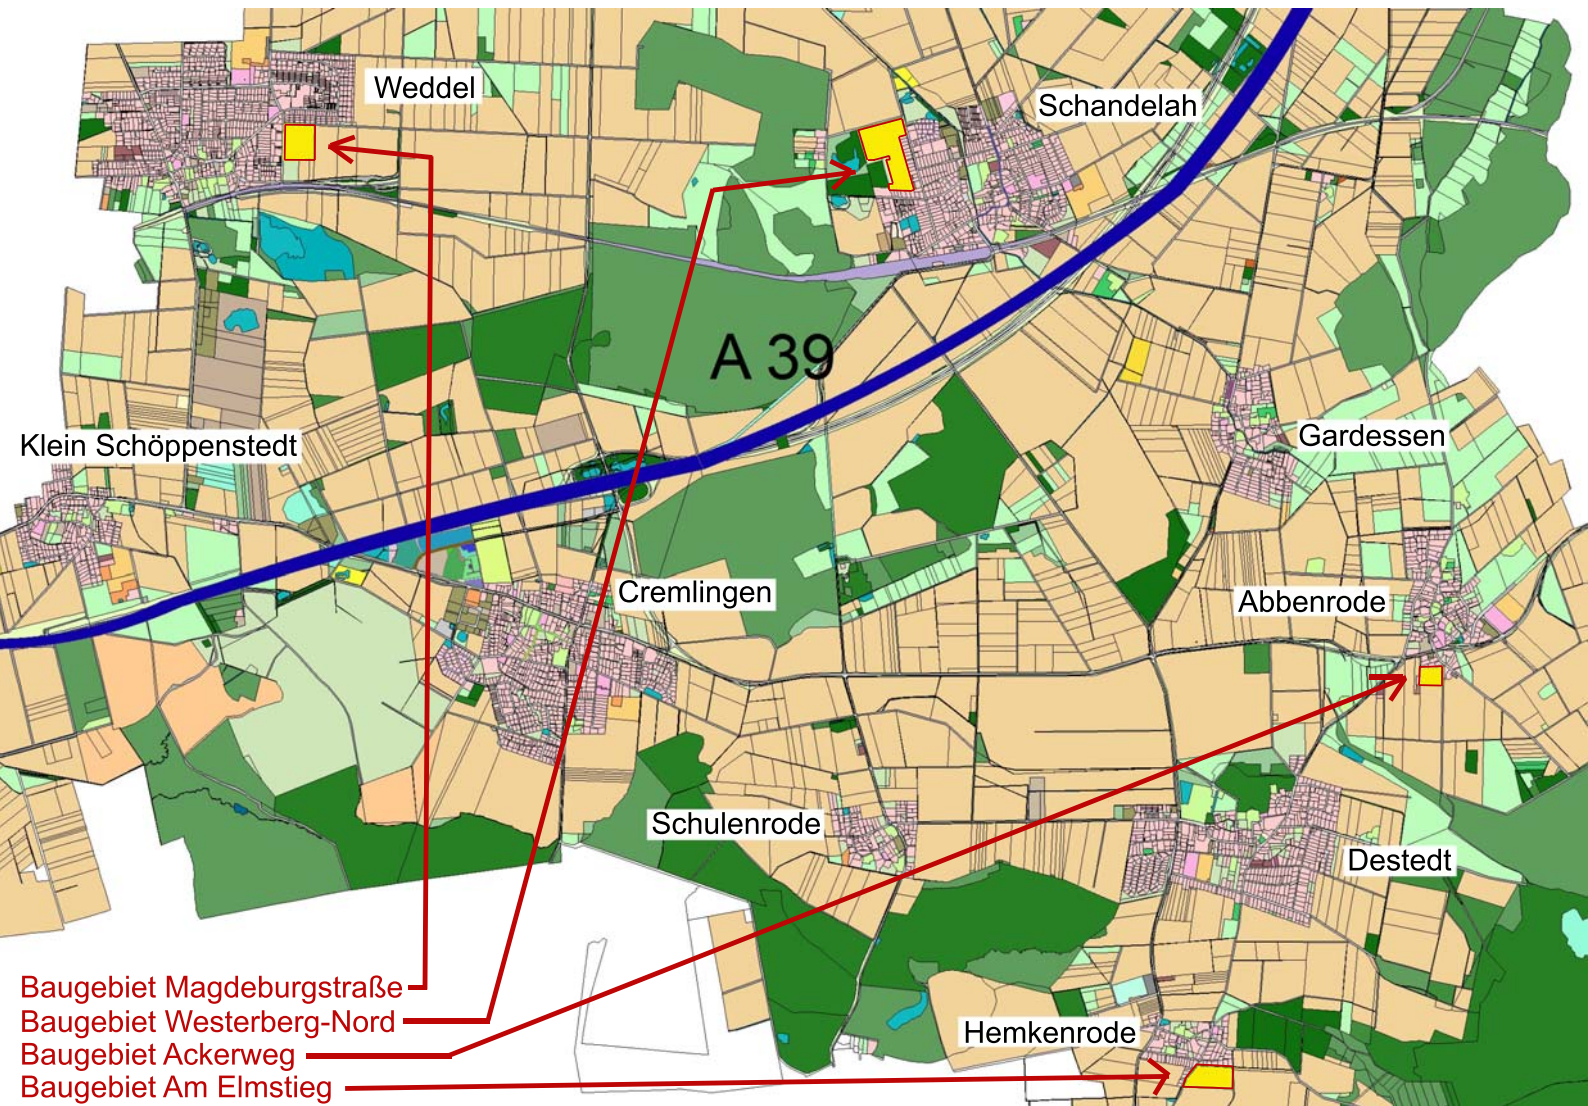 Weddel
Schandelah
A 39
Klein Schöppenstedt
Gardessen
Cremlingen
Abbenrode
Schulenrode
Destedt
Hemkenrode
Baugebiet Magdeburgstraße
Baugebiet Westerberg-Nord
Baugebiet Ackerweg
Baugebiet Am Elmstieg